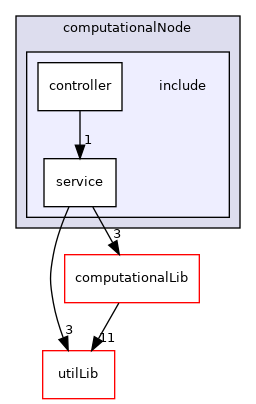 computationalNode
controller
include
1
service
3
computationalLib
3
11
utilLib